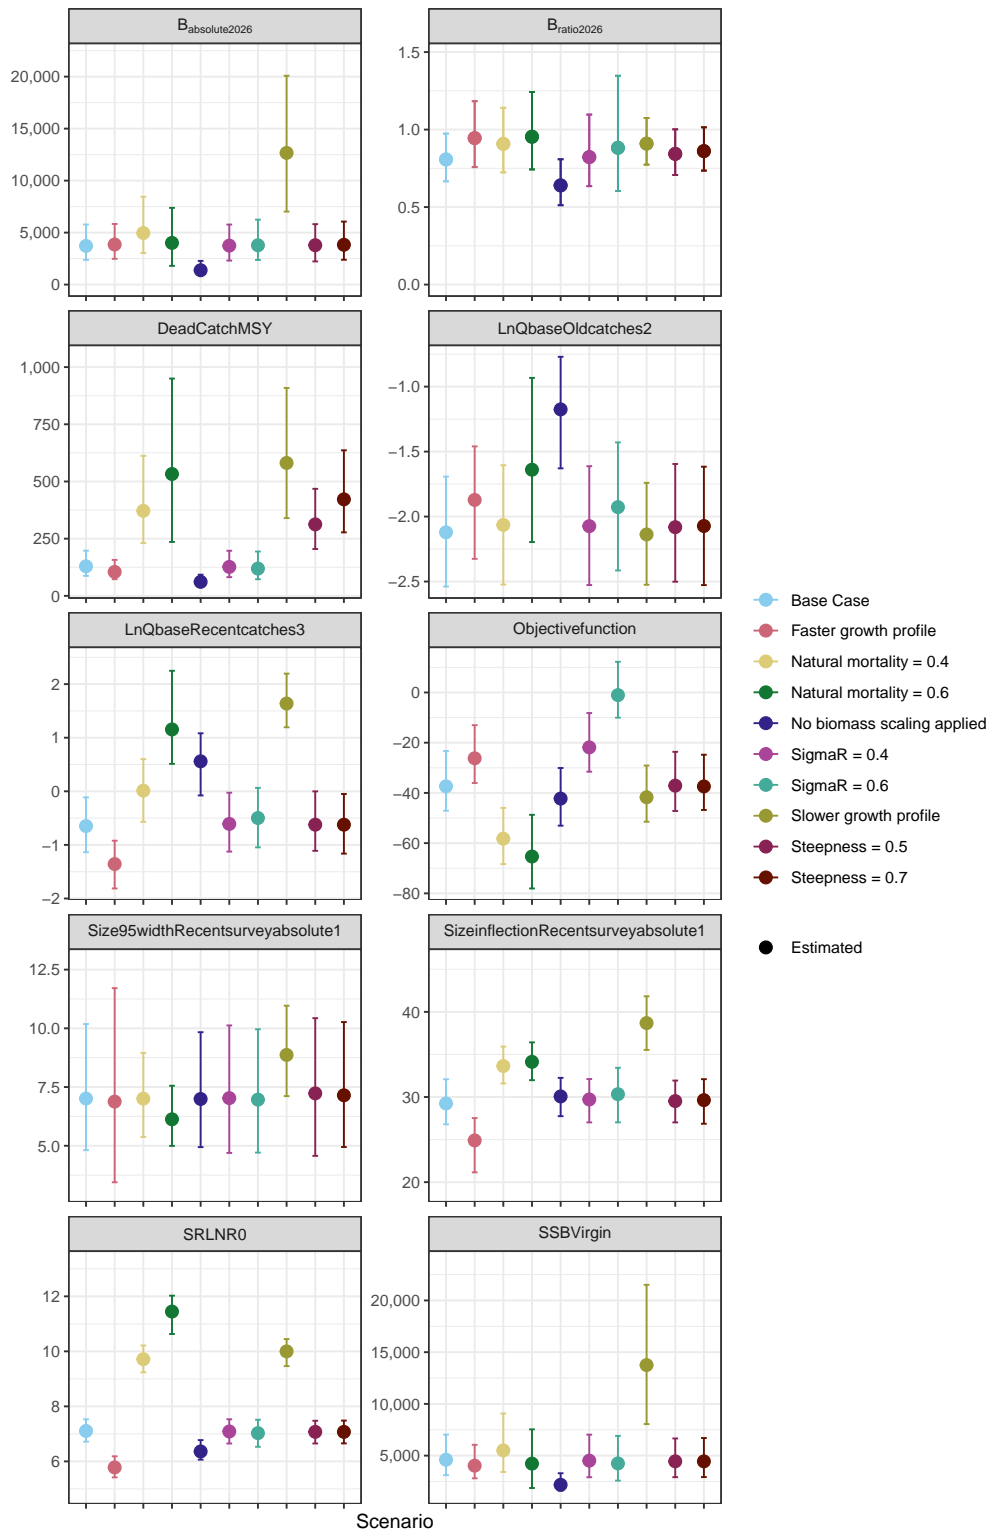 B absolute2026
B ratio2026
20,000
15,000
10,000
5,000
0
1.5
1.0
0.5
0.0
DeadCatchMSY
LnQbaseOldcatches2
1,000
750
500
250
0
−1.0
−1.5
−2.0
−2.5
LnQbaseRecentcatches3
Objectivefunction
2
1
0
−1
−2
0
−20
−40
−60
−80
Size95widthRecentsurveyabsolute1
SizeinflectionRecentsurveyabsolute1
12.5
10.0
7.5
5.0
40
30
20
SRLNR0
SSBVirgin
12
10
8
6
20,000
15,000
10,000
5,000
Scenario
Base Case
Faster growth profile
Natural mortality = 0.4
Natural mortality = 0.6
No biomass scaling applied
SigmaR = 0.4
SigmaR = 0.6
Slower growth profile
Steepness = 0.5
Steepness = 0.7
Estimated